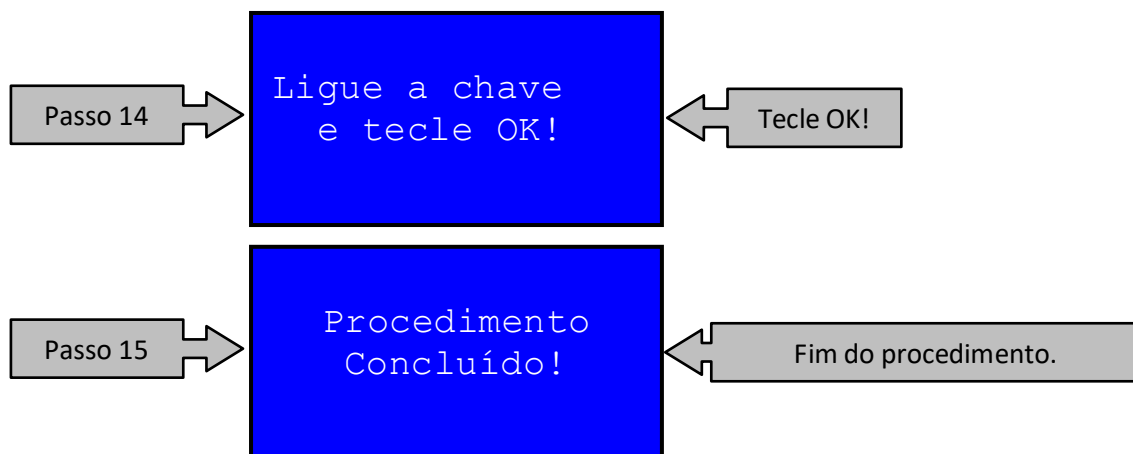 Passo 14
Ligue a chave
e tecle OK!
Tecle OK!
Passo 15
Procedimento
Concluído!
Fim do procedimento.